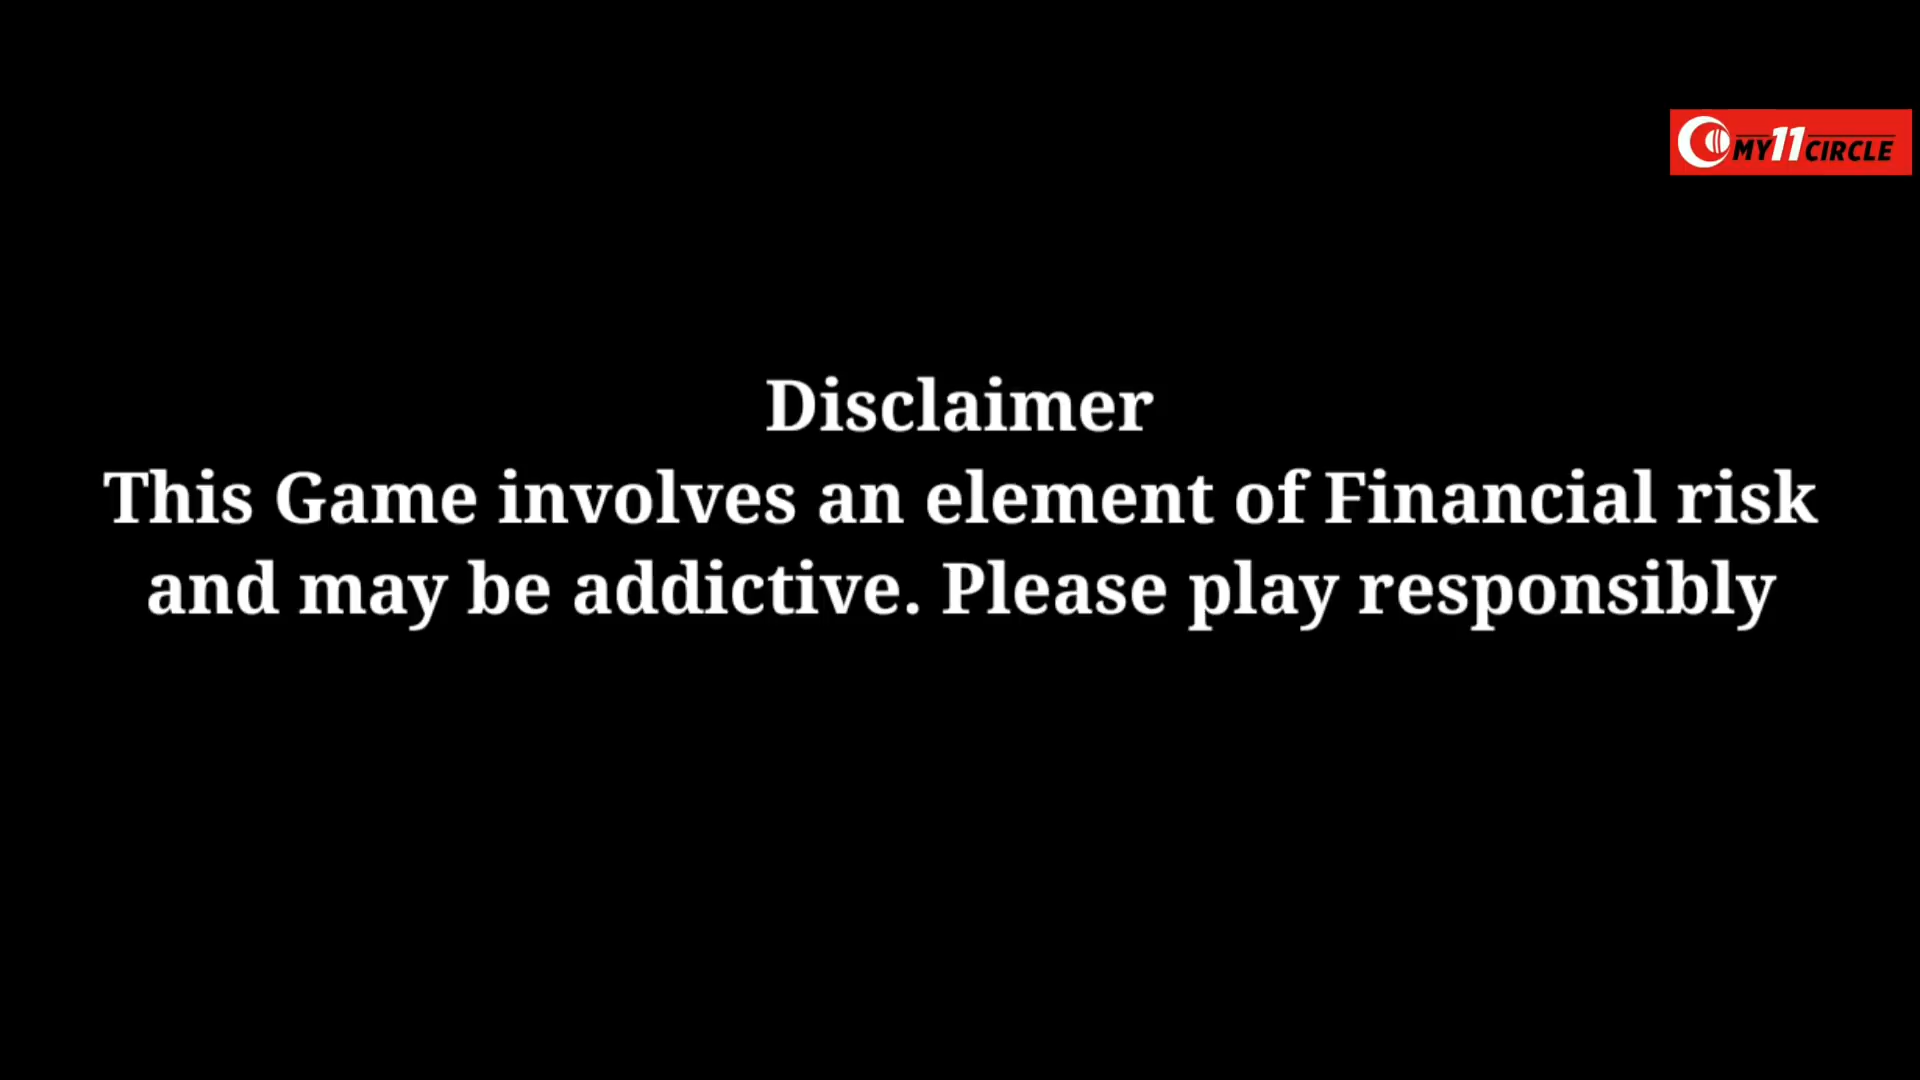 MY11CIRCLE
Disclaimer
This Game involves an element of Financial risk
and may be addictive. Please play responsibly